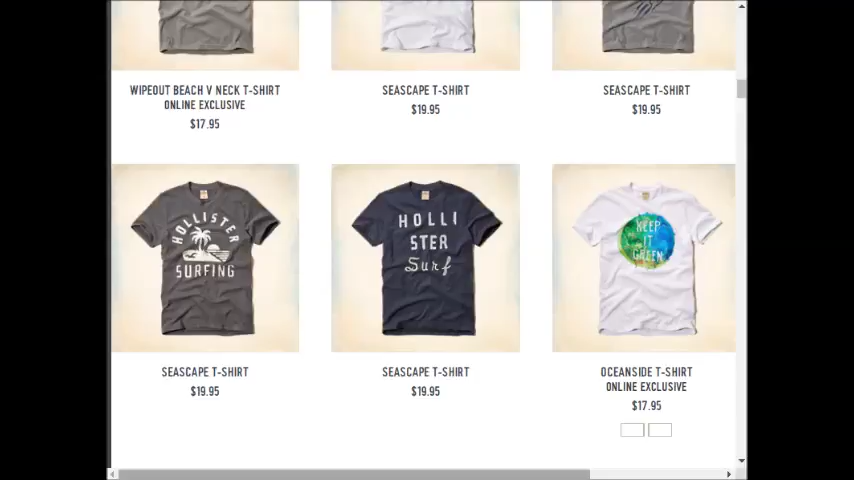 WIPEOUT BEACH V NECK T-SHIRT
ONLINE EXCLUSIVE
$17.95
SEASCAPE T-SHIRT
$19.95
SEASCAPE T-SHIRT
$19.95
HOLLISTER
SURFING
HOLLI
STER
Surf
KEEP
IT
GREEN
SEASCAPE T-SHIRT
$19.95
SEASCAPE T-SHIRT
$19.95
OCEANSIDE T-SHIRT
ONLINE EXCLUSIVE
$17.95